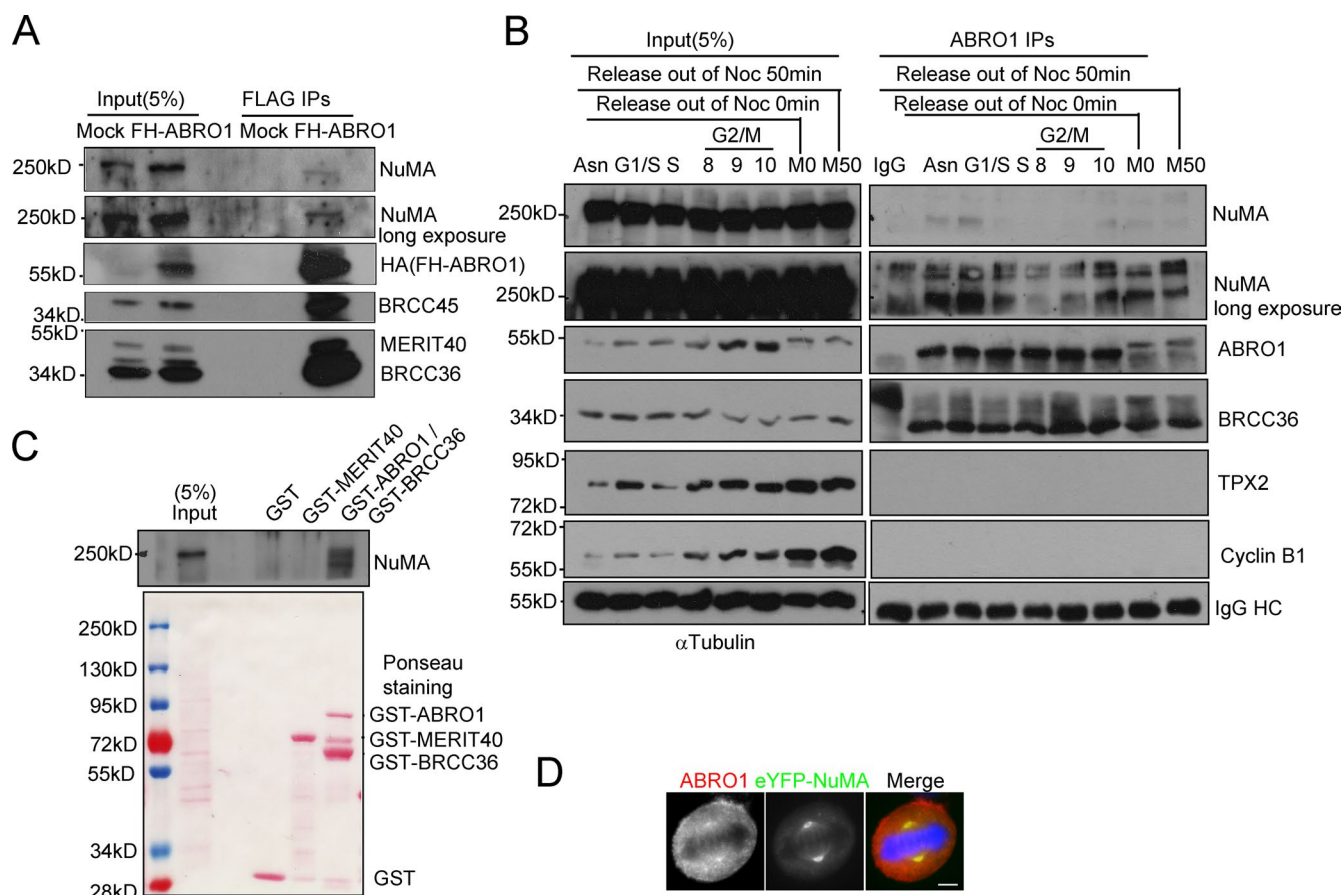 A
Input(5%) FLAG IPs
Mock FH-ABRO1 Mock FH-ABRO1
250kD NuMA
250kD NuMA
long exposure
55kD HA(FH-ABRO1)
34kD BRCC45
55kD MERIT40
34kD BRCC36
B
Input(5%) ABRO1 IPs
Release out of Noc 50min Release out of Noc 50min
Release out of Noc 0min Release out of Noc 0min
G2/M G2/M
Asn G1/S S 8 9 10 M0 M50 IgG Asn G1/S S 8 9 10 M0 M50
250kD NuMA
250kD NuMA
long exposure
55kD ABRO1
34kD BRCC36
95kD TPX2
72kD
72kD Cyclin B1
55kD
55kD IgG HC
αTubulin
C
(5%)
Input GST GST-MERIT40 GST-ABRO1 /
GST-BRCC36
250kD NuMA
250kD
130kD
95kD
72kD
55kD
34kD
28kD
Ponseau
staining
GST-ABRO1
GST-MERIT40
GST-BRCC36
GST
D
ABRO1 eYFP-NuMA Merge